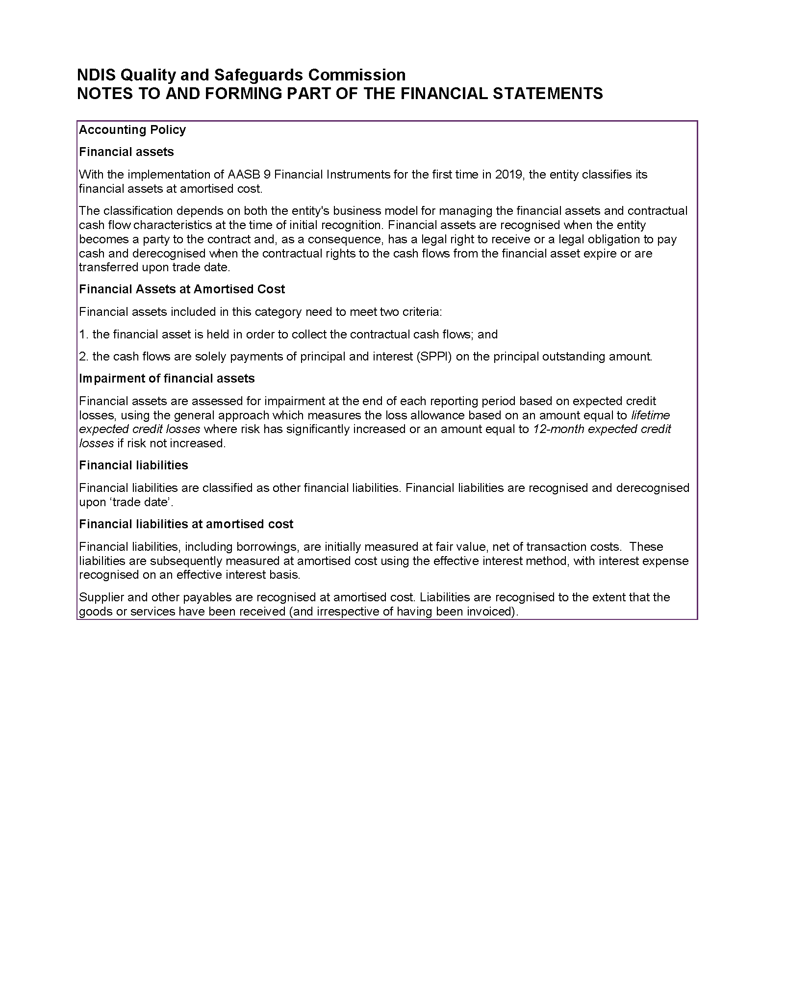 NDIS Quality and Safeguards Commission
NOTES TO AND FORMING PART OF THE FINANCIAL STATEMENTS
Accounting Policy
Financial assets
With the implementation of AASB 9 Financial Instruments for the first time in 2019, the entity classifies its
financial assets at amortised cost.
The classification depends on both the entity's business model for managing the financial assets and contractual
cash flow characteristics at the time of initial recognition. Financial assets are recognised when the entity
becomes a party to the contract and, as a consequence, has a legal right to receive or a legal obligation to pay
cash and derecognised when the contractual rights to the cash flows from the financial asset expire or are
transferred upon trade date.
Financial Assets at Amortised Cost
Financial assets included in this category need to meet two criteria:
1. the financial asset is held in order to collect the contractual cash flows; and
2. the cash flows are solely payments of principal and interest (SPPI) on the principal outstanding amount.
Impairment of financial assets
Financial assets are assessed for impairment at the end of each reporting period based on expected credit
losses, using the general approach which measures the loss allowance based on an amount equal to lifetime
expected credit losses where risk has significantly increased or an amount equal to 12-month expected credit
losses if risk not increased.
Financial liabilities
Financial liabilities are classified as other financial liabilities. Financial liabilities are recognised and derecognised
upon ‘trade date’.
Financial liabilities at amortised cost
Financial liabilities, including borrowings, are initially measured at fair value, net of transaction costs.  These
liabilities are subsequently measured at amortised cost using the effective interest method, with interest expense
recognised on an effective interest basis.
Supplier and other payables are recognised at amortised cost. Liabilities are recognised to the extent that the
goods or services have been received (and irrespective of having been invoiced).